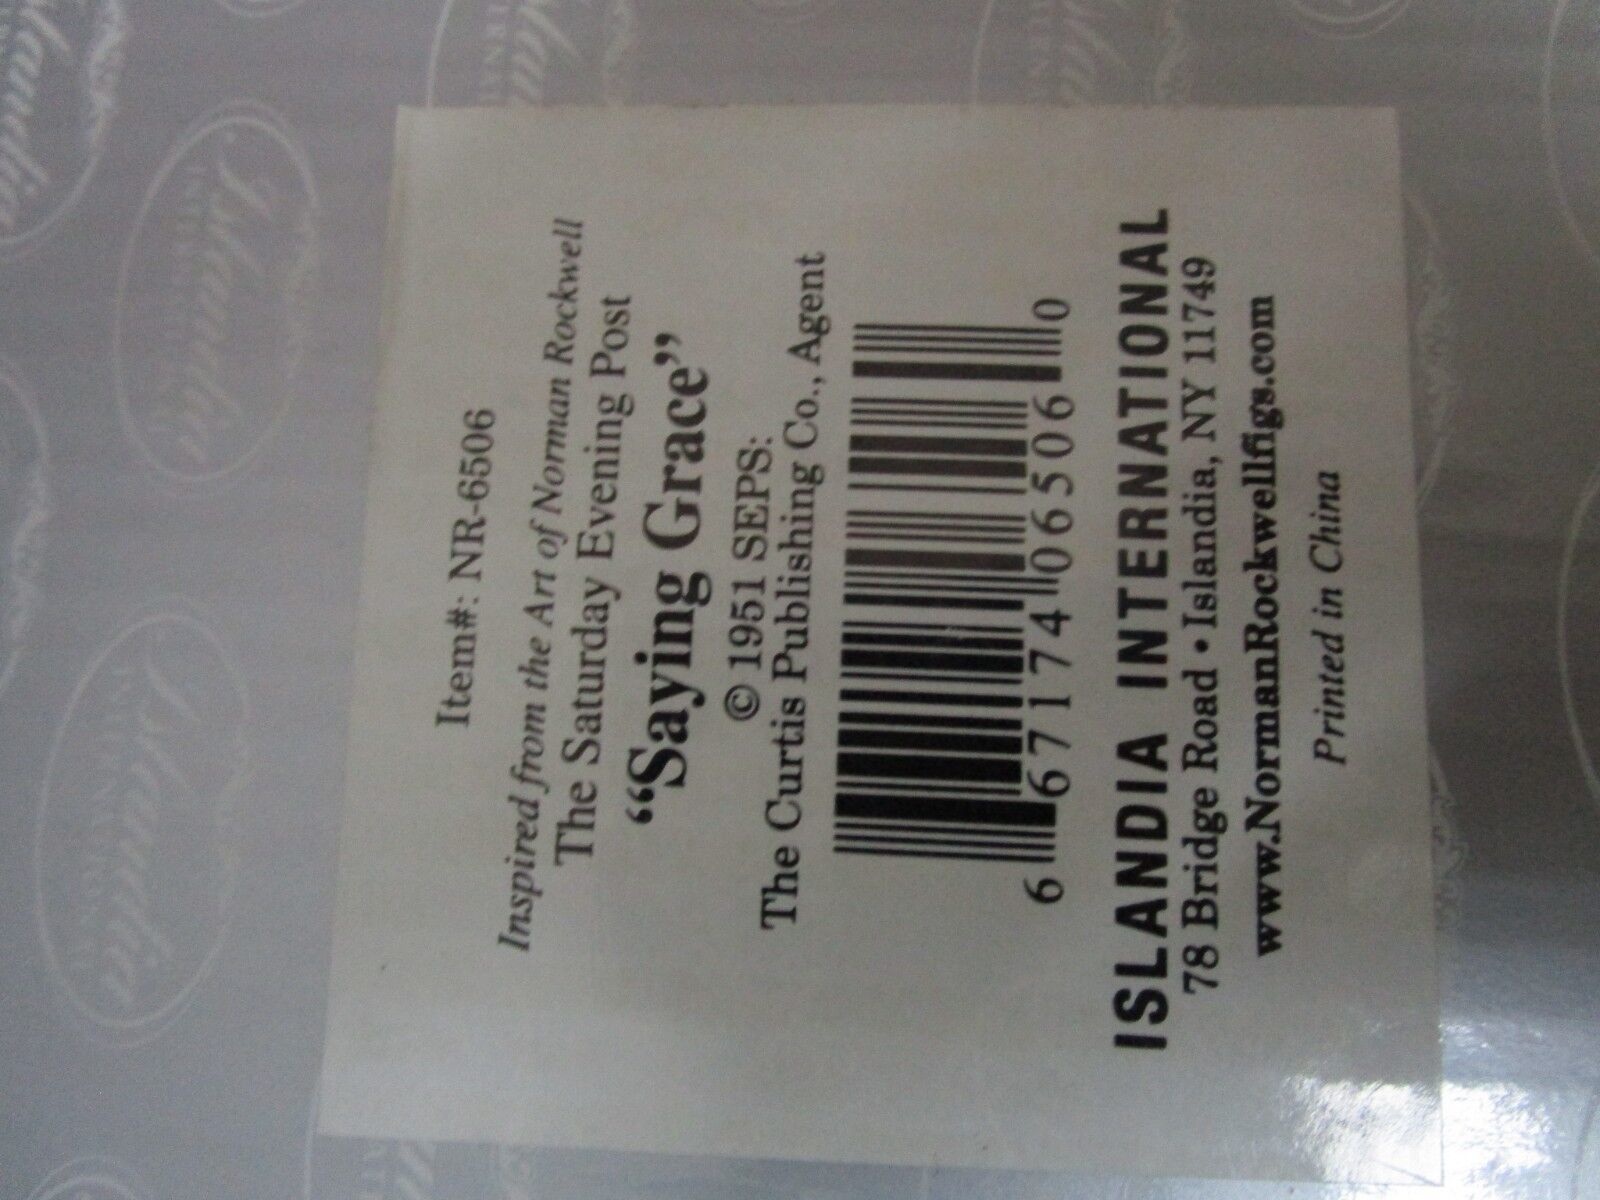 Item#: NR-6506
Inspired from the Art of Norman Rockwell
The Saturday Evening Post
“Saying Grace”
© 1951 SEPS:
The Curtis Publishing Co., Agent
6 67174 06506 0
ISLANDIA INTERNATIONAL
78 Bridge Road • Islandia, NY 11749
www.NormanRockwellfigs.com
Printed in China
Islandia
Islandia